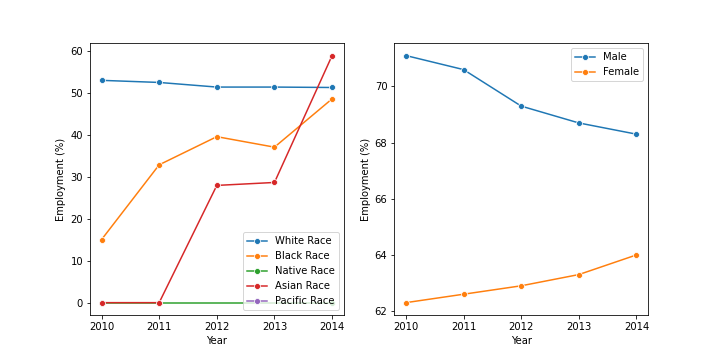 60
50
40
30
20
10
0
Employment (%)
2010 2011 2012 2013 2014
Year
White Race
Black Race
Native Race
Asian Race
Pacific Race
70
68
66
64
62
Employment (%)
2010 2011 2012 2013 2014
Year
Male
Female